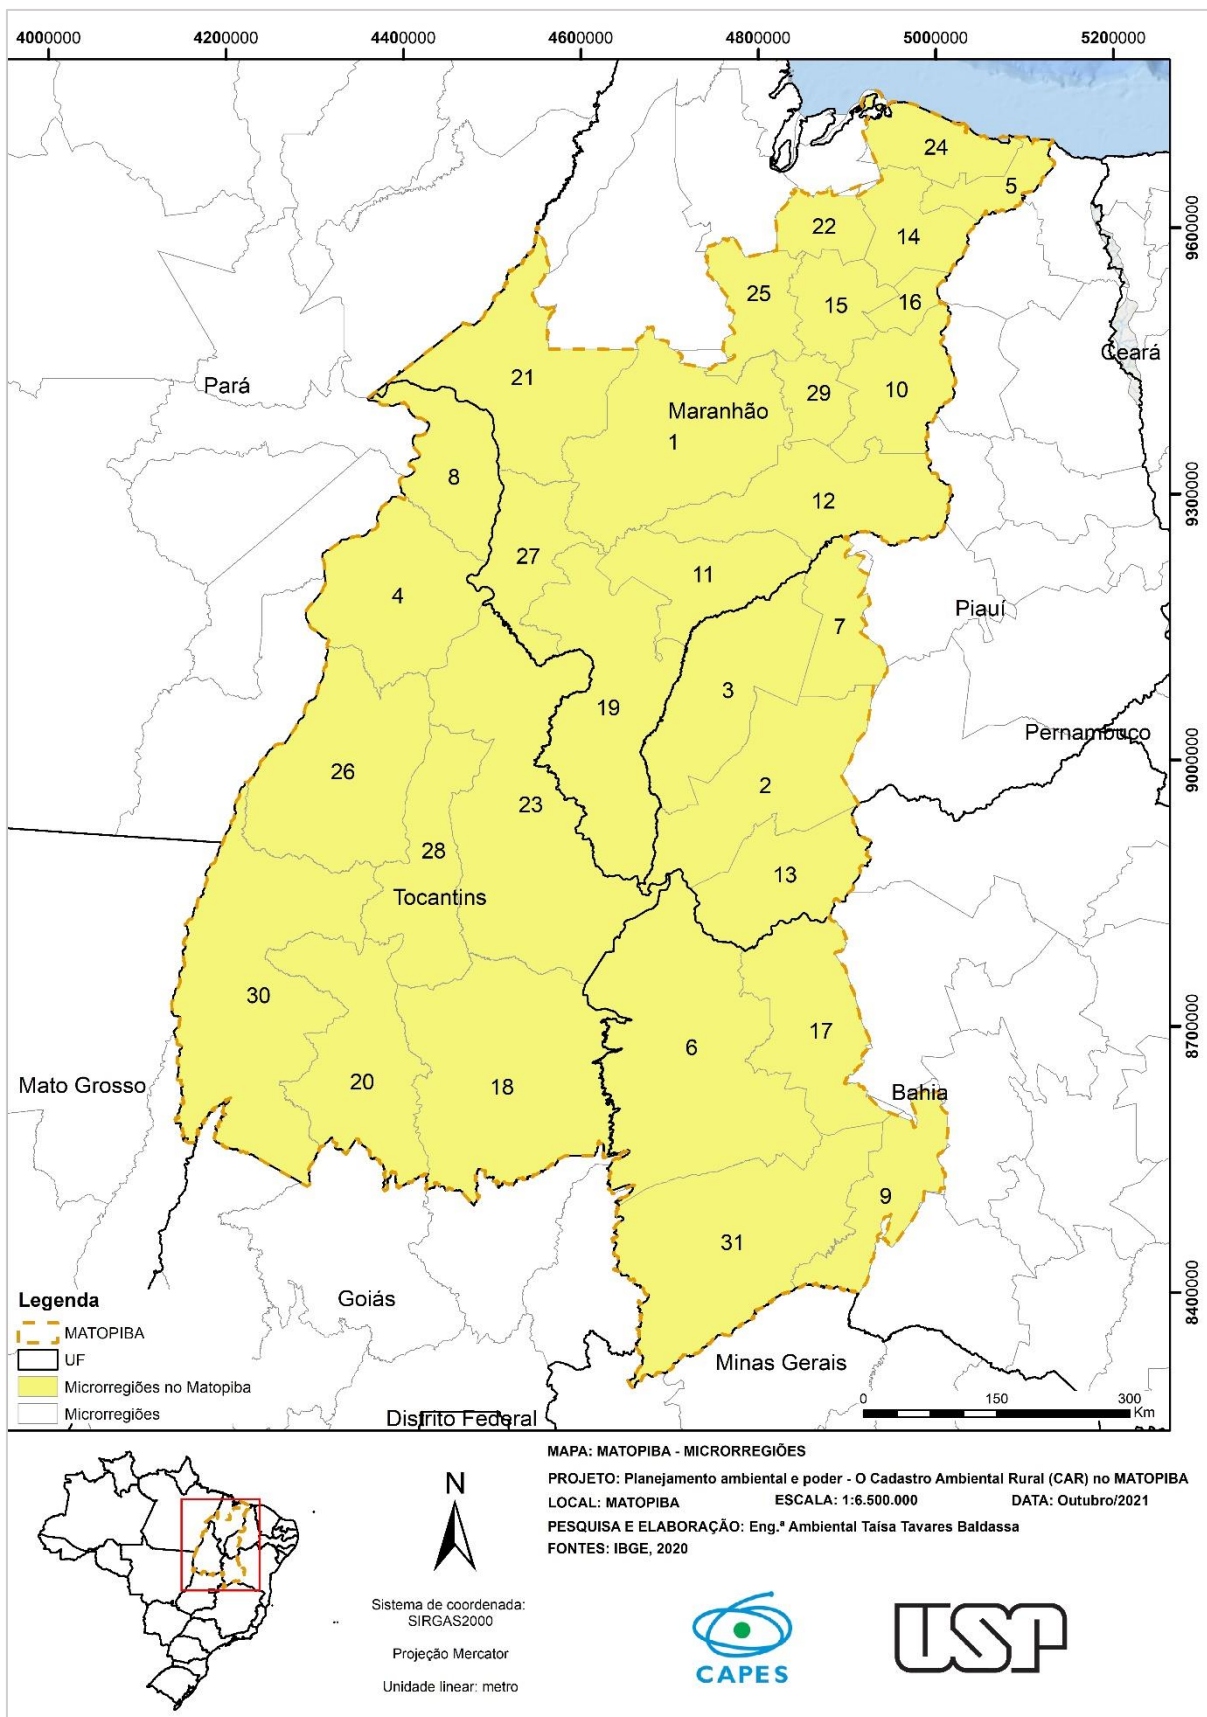 4000000 4200000 4400000 4600000 4800000 5000000 5200000
24
5
9600000
22
14
25
15
16
Ceará
21
Pará
29
10
Maranhão
1
8
12
9300000
27
11
4
Piauí
7
3
19
Pernambuco
26
2
9000000
23
28
13
Tocantins
30
17
6
8700000
20
18
Mato Grosso
Bahia
9
31
8400000
Legenda
Goiás
MATOPIBA
UF
Minas Gerais
Microrregiões no Matopiba
Microrregiões
0 150 300
Km
Distrito Federal
MAPA: MATOPIBA - MICRORREGIÕES
PROJETO: Planejamento ambiental e poder - O Cadastro Ambiental Rural (CAR) no MATOPIBA
LOCAL: MATOPIBA ESCALA: 1:6.500.000 DATA: Outubro/2021
PESQUISA E ELABORAÇÃO: Eng.ª Ambiental Taísa Tavares Baldassa
FONTES: IBGE, 2020
N
Sistema de coordenada:
SIRGAS2000
Projeção Mercator
Unidade linear: metro
CAPES
USP